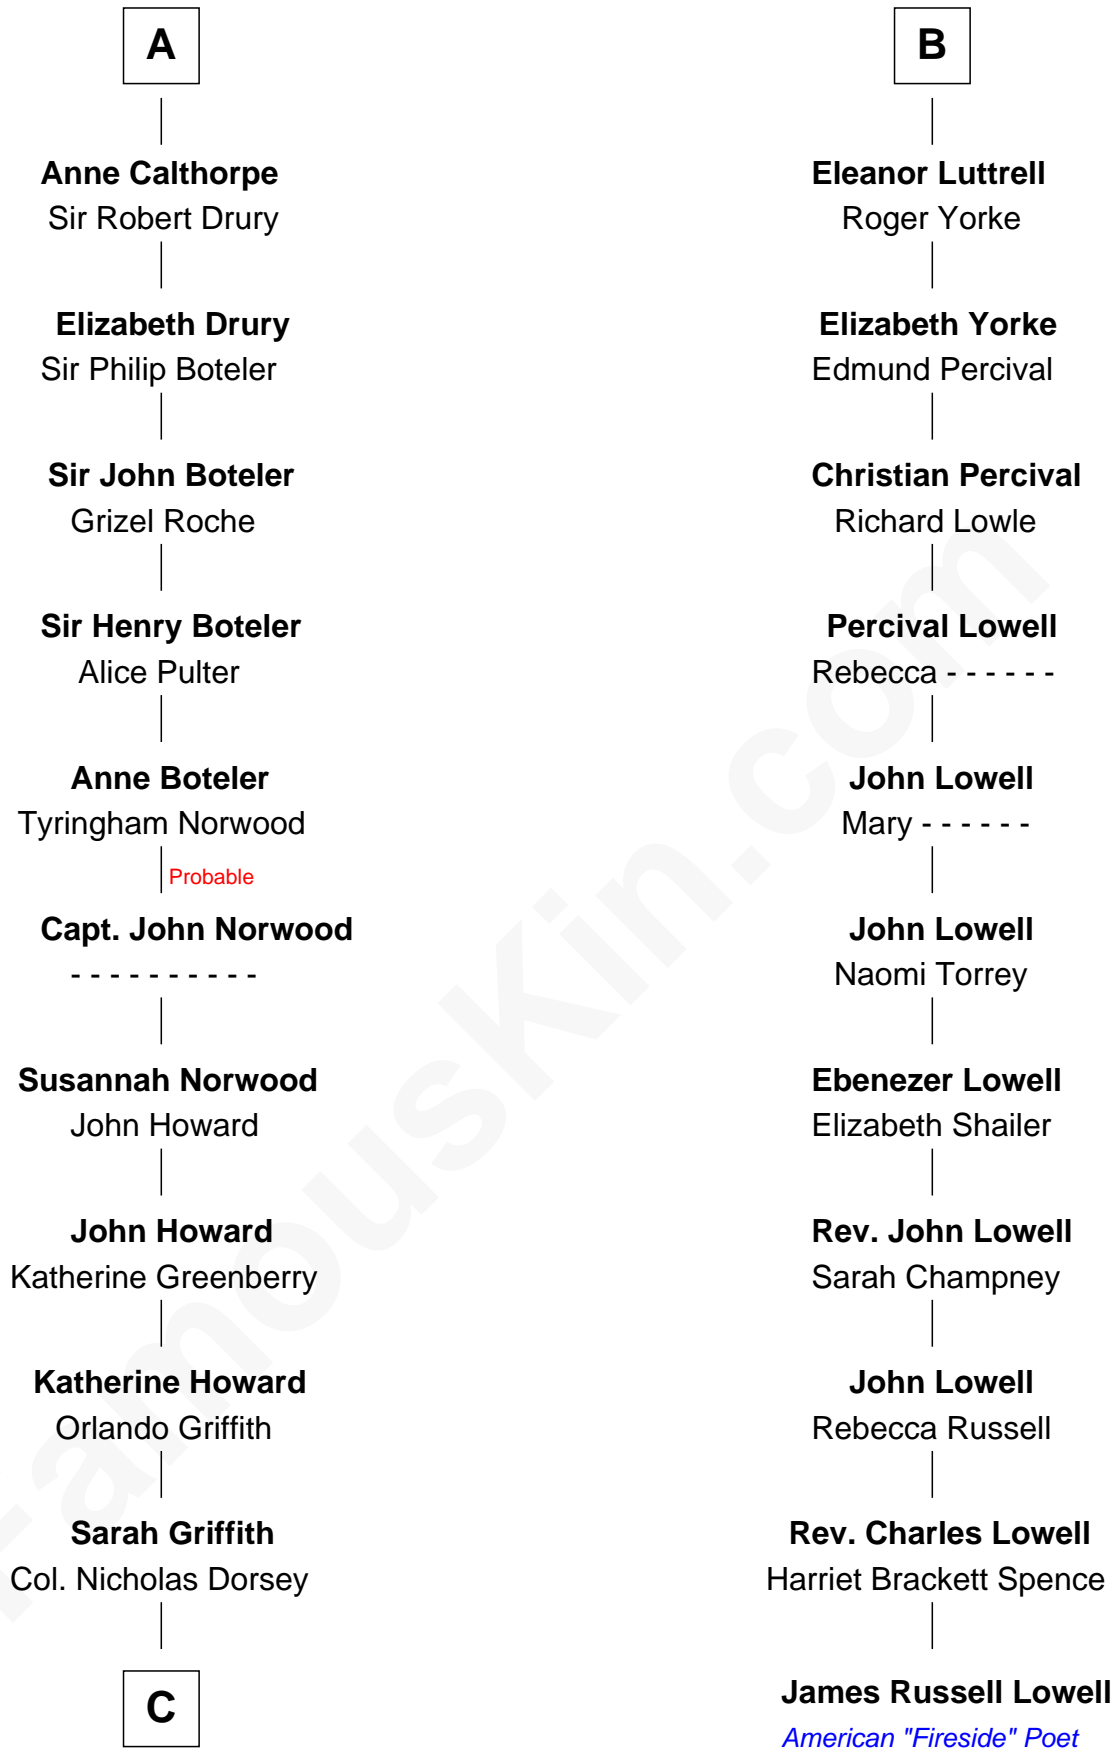 A
Anne Calthorpe
Sir Robert Drury
Elizabeth Drury
Sir Philip Boteler
Sir John Boteler
Grizel Roche
Sir Henry Boteler
Alice Pulter
Anne Boteler
Tyringham Norwood
Probable
Capt. John Norwood
- - - - - - - - - -
Susannah Norwood
John Howard
John Howard
Katherine Greenberry
Katherine Howard
Orlando Griffith
Sarah Griffith
Col. Nicholas Dorsey
C
B
Eleanor Luttrell
Roger Yorke
Elizabeth Yorke
Edmund Percival
Christian Percival
Richard Lowle
Percival Lowell
Rebecca - - - - - -
John Lowell
Mary - - - - - -
John Lowell
Naomi Torrey
Ebenezer Lowell
Elizabeth Shailer
Rev. John Lowell
Sarah Champney
John Lowell
Rebecca Russell
Rev. Charles Lowell
Harriet Brackett Spence
James Russell Lowell
American "Fireside" Poet
FamousKin.com